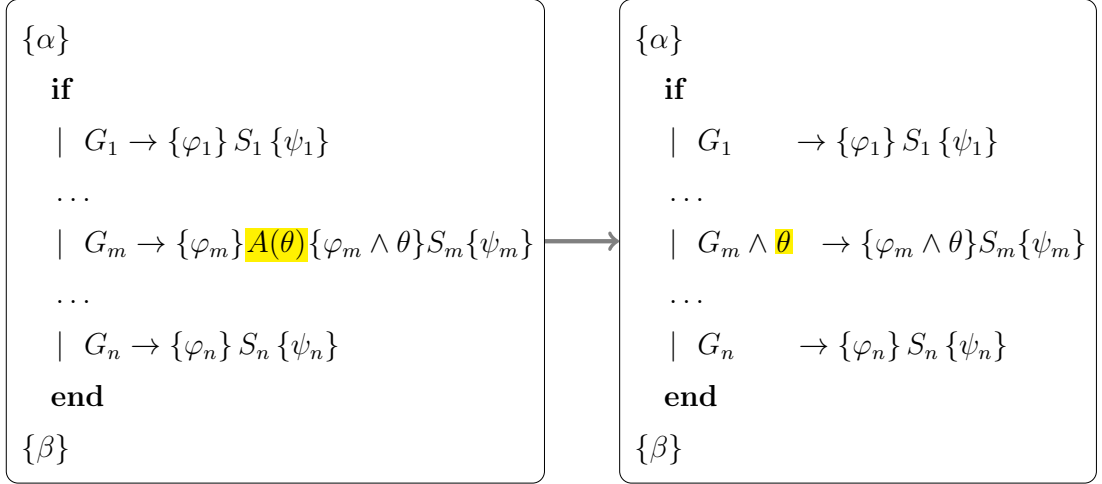 {α}
if
| G₁ → {φ₁} S₁ {ψ₁}
...
| Gₘ → {φₘ}A(θ){φₘ ∧ θ}Sₘ{ψₘ}
...
| Gₙ → {φₙ} Sₙ {ψₙ}
end
{β}
{α}
if
| G₁ → {φ₁} S₁ {ψ₁}
...
| Gₘ ∧ θ → {φₘ ∧ θ}Sₘ{ψₘ}
...
| Gₙ → {φₙ} Sₙ {ψₙ}
end
{β}